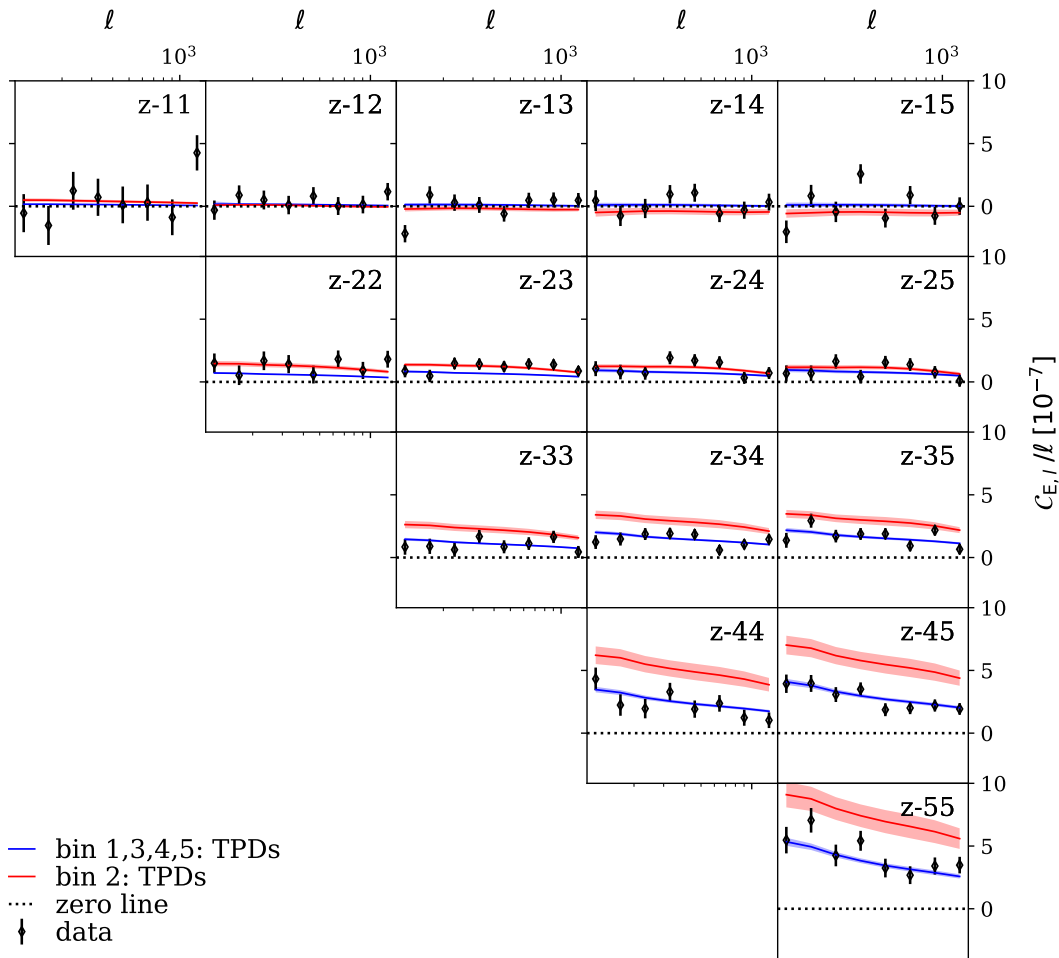 ℓ ℓ ℓ ℓ ℓ
10³ 10³ 10³ 10³ 10³
z-11 z-12 z-13 z-14 z-15 10
5
0
z-22 z-23 z-24 z-25 10
5
0
z-33 z-34 z-35 10
5
0
z-44 z-45 10
5
0
z-55 10
5
0
𝒞E,l /ℓ [10⁻⁷]
bin 1,3,4,5: TPDs
bin 2: TPDs
zero line
data